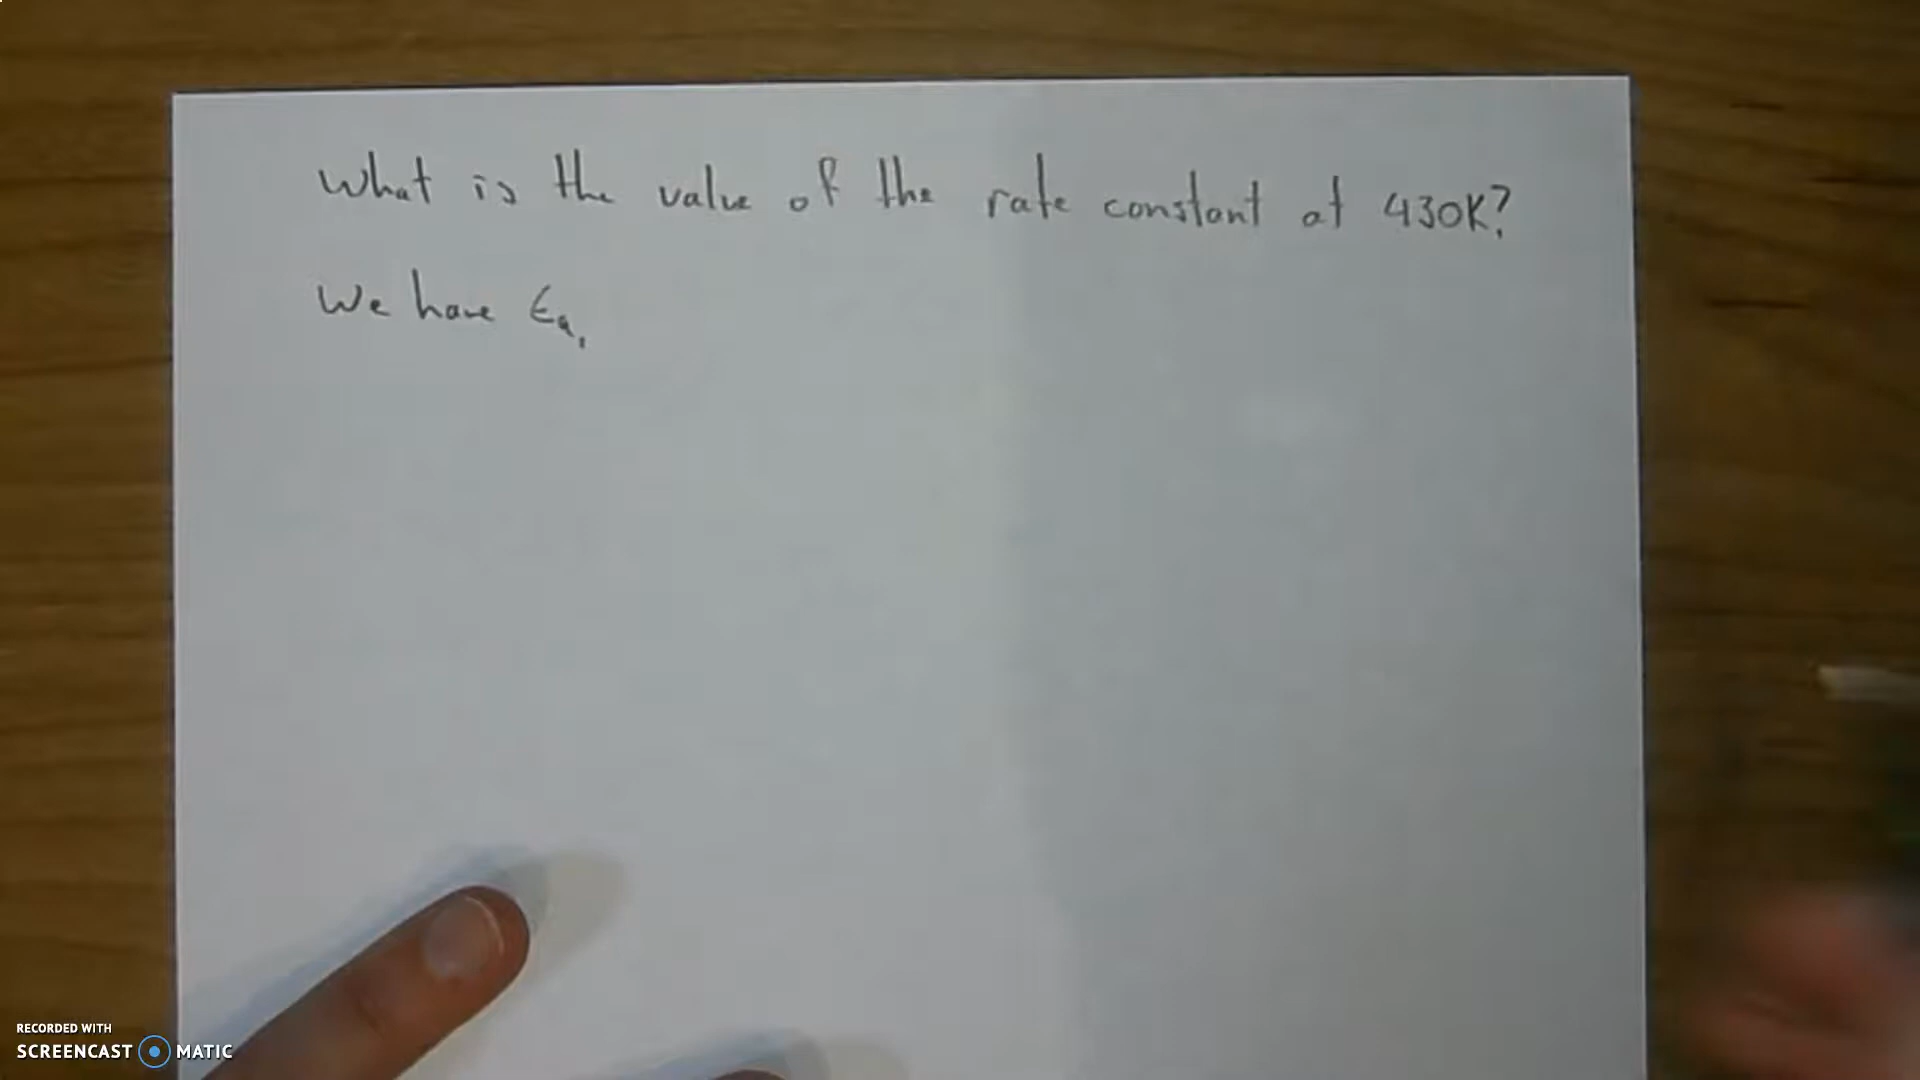 What is the value of the rate constant at 430K?
We have Ea,
RECORDED WITH
SCREENCAST MATIC